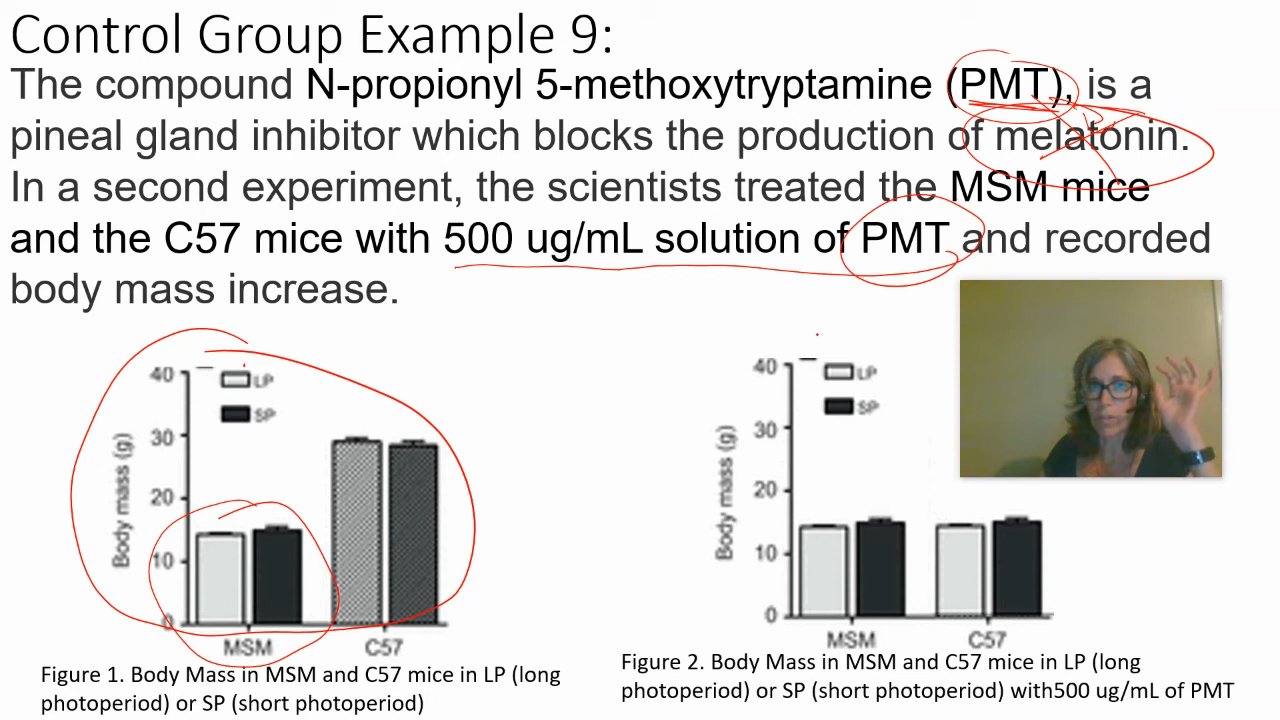 Control Group Example 9:
The compound N-propionyl 5-methoxytryptamine (PMT), is a
pineal gland inhibitor which blocks the production of melatonin.
In a second experiment, the scientists treated the MSM mice
and the C57 mice with 500 ug/mL solution of PMT and recorded
body mass increase.
40
LP
SP
30
Body mass (g)
20
10
0
MSM
C57
Figure 1. Body Mass in MSM and C57 mice in LP (long
photoperiod) or SP (short photoperiod)
40
LP
SP
30
Body mass (g)
20
10
0
MSM
C57
Figure 2. Body Mass in MSM and C57 mice in LP (long
photoperiod) or SP (short photoperiod) with500 ug/mL of PMT